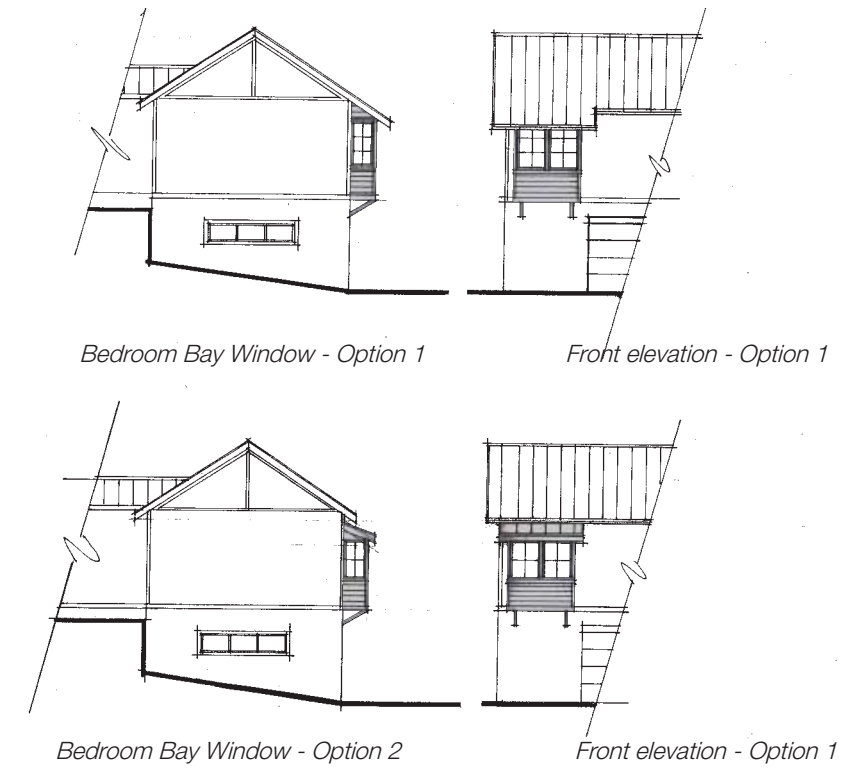 Bedroom Bay Window - Option 1
Front elevation - Option 1
Bedroom Bay Window - Option 2
Front elevation - Option 1